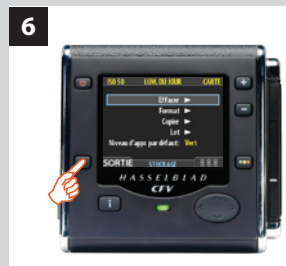 6
ISO 50 LUM. DU JOUR CARTE
Effacer ►
Format ►
Copier ►
Lot ►
Niveau d'appr. par défaut: Vert
SORTIE STOCKAGE
HASSELBLAD
CFV
i